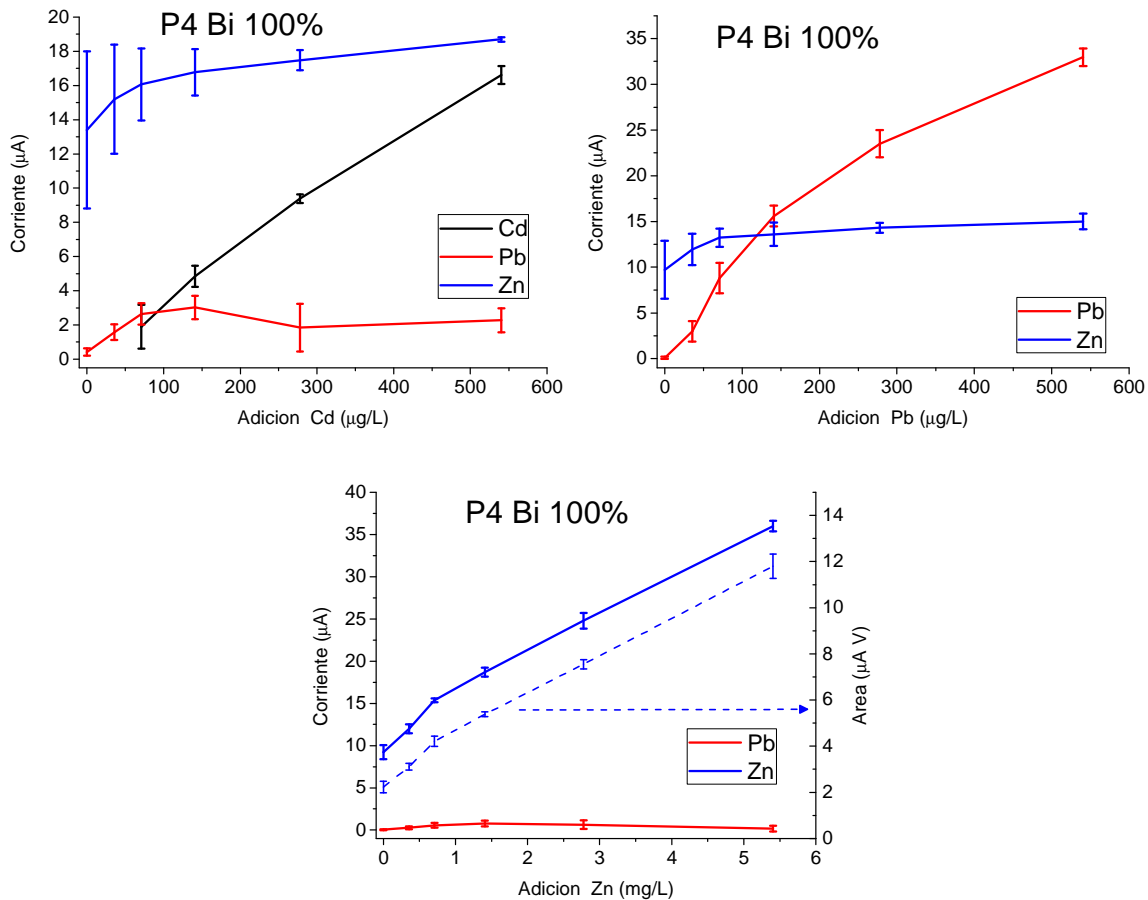 P4 Bi 100%
Corriente (μA)
20
18
16
14
12
10
8
6
4
2
0
Cd
Pb
Zn
0 100 200 300 400 500 600
Adicion Cd (μg/L)
P4 Bi 100%
Corriente (μA)
35
30
25
20
15
10
5
0
Pb
Zn
0 100 200 300 400 500 600
Adicion Pb (μg/L)
P4 Bi 100%
Corriente (μA)
40
35
30
25
20
15
10
5
0
Pb
Zn
14
12
10
8
6
4
2
0
Area (μA V)
0 1 2 3 4 5 6
Adicion Zn (mg/L)